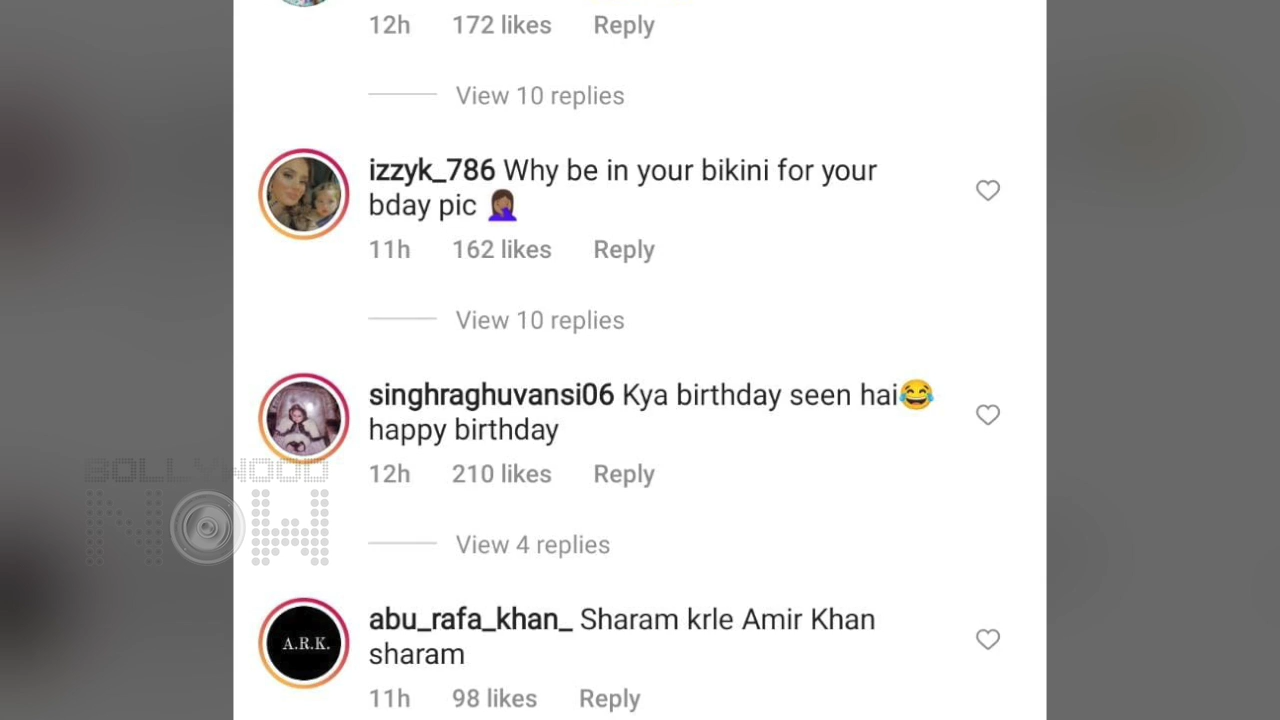 12h 172 likes Reply
View 10 replies
izzyk_786 Why be in your bikini for your
bday pic 🤦🏽‍♀️
11h 162 likes Reply
View 10 replies
singhraghuvansi06 Kya birthday seen hai😂
happy birthday
12h 210 likes Reply
BOLLYWOOD
NOW
View 4 replies
A.R.K.
abu_rafa_khan_ Sharam krle Amir Khan
sharam
11h 98 likes Reply